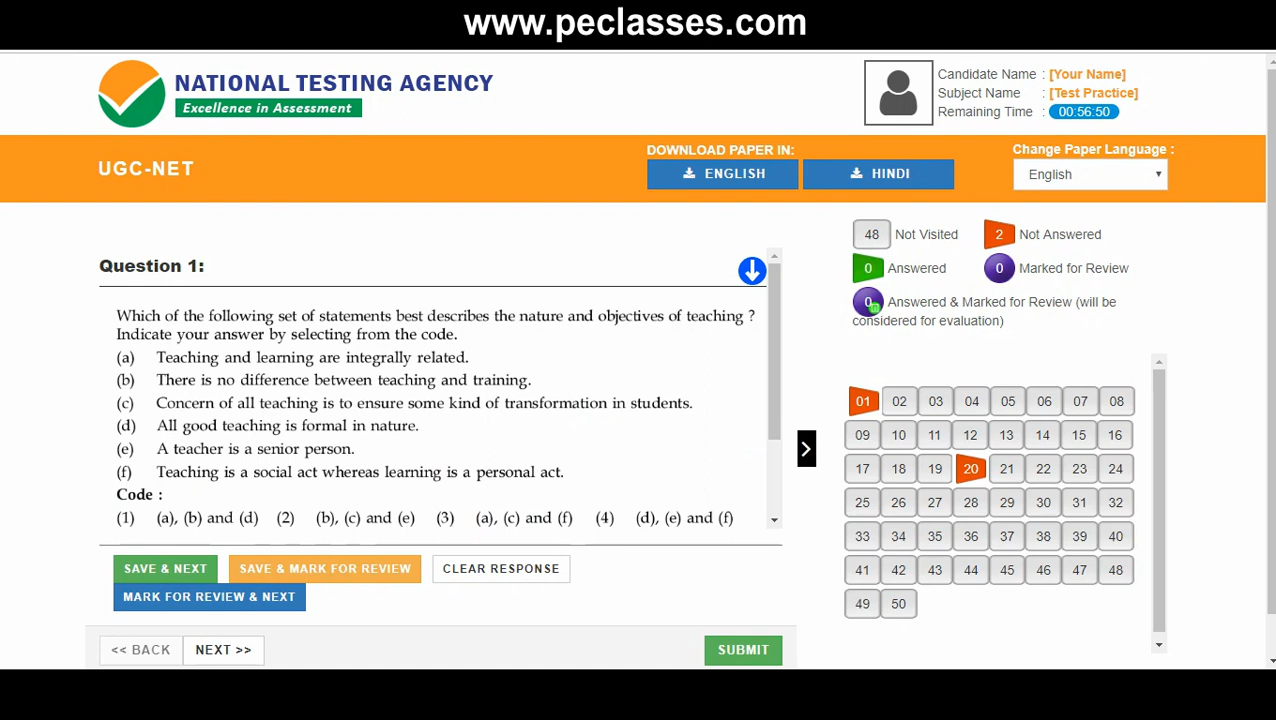 www.peclasses.com
NATIONAL TESTING AGENCY
Excellence in Assessment
Candidate Name : [Your Name]
Subject Name : [Test Practice]
Remaining Time : 00:56:50
UGC-NET
DOWNLOAD PAPER IN:
ENGLISH
HINDI
Change Paper Language :
English
48 Not Visited
2 Not Answered
0 Answered
0 Marked for Review
0 Answered & Marked for Review (will be
considered for evaluation)
Question 1:
Which of the following set of statements best describes the nature and objectives of teaching ?
Indicate your answer by selecting from the code.
(a) Teaching and learning are integrally related.
(b) There is no difference between teaching and training.
(c) Concern of all teaching is to ensure some kind of transformation in students.
(d) All good teaching is formal in nature.
(e) A teacher is a senior person.
(f) Teaching is a social act whereas learning is a personal act.
Code :
(1) (a), (b) and (d) (2) (b), (c) and (e) (3) (a), (c) and (f) (4) (d), (e) and (f)
SAVE & NEXT
SAVE & MARK FOR REVIEW
CLEAR RESPONSE
MARK FOR REVIEW & NEXT
<< BACK
NEXT >>
SUBMIT
01 02 03 04 05 06 07 08
09 10 11 12 13 14 15 16
17 18 19 20 21 22 23 24
25 26 27 28 29 30 31 32
33 34 35 36 37 38 39 40
41 42 43 44 45 46 47 48
49 50